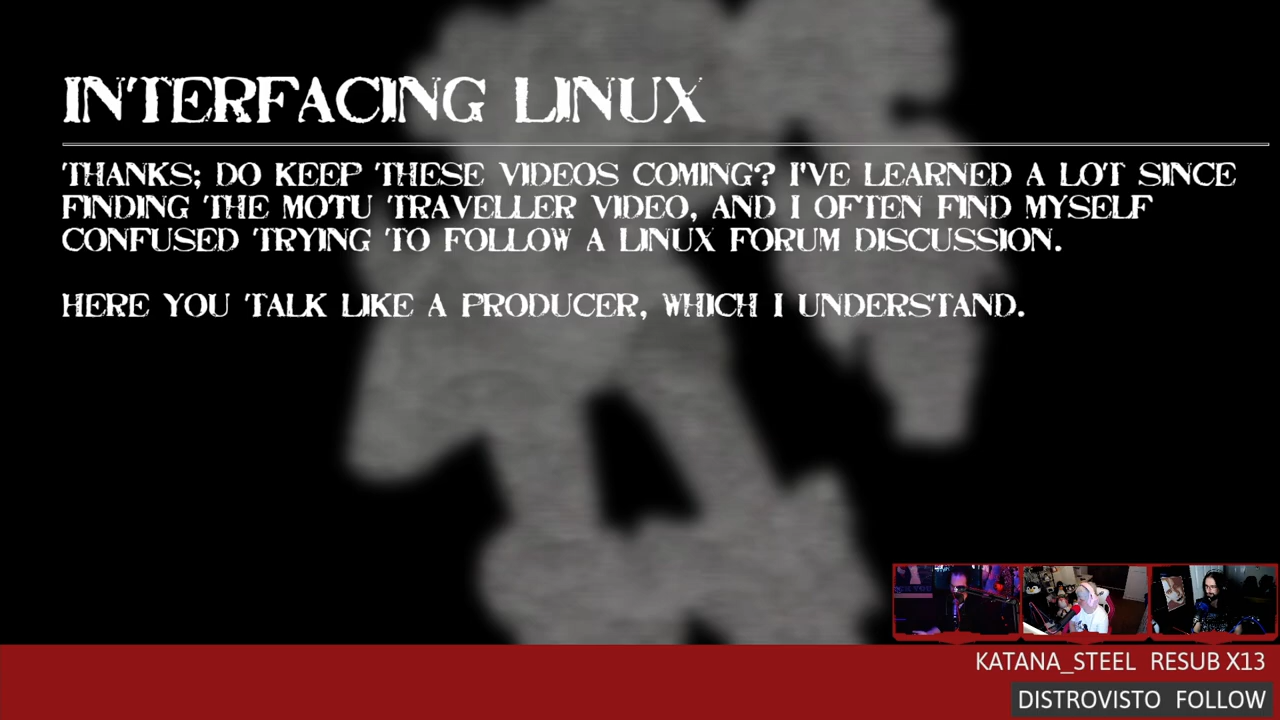 INTERFACING LINUX
THANKS; DO KEEP THESE VIDEOS COMING? I'VE LEARNED A LOT SINCE
FINDING THE MOTU TRAVELLER VIDEO, AND I OFTEN FIND MYSELF
CONFUSED TRYING TO FOLLOW A LINUX FORUM DISCUSSION.
HERE YOU TALK LIKE A PRODUCER, WHICH I UNDERSTAND.
KATANA_STEEL RESUB X13
DISTROVISTO FOLLOW